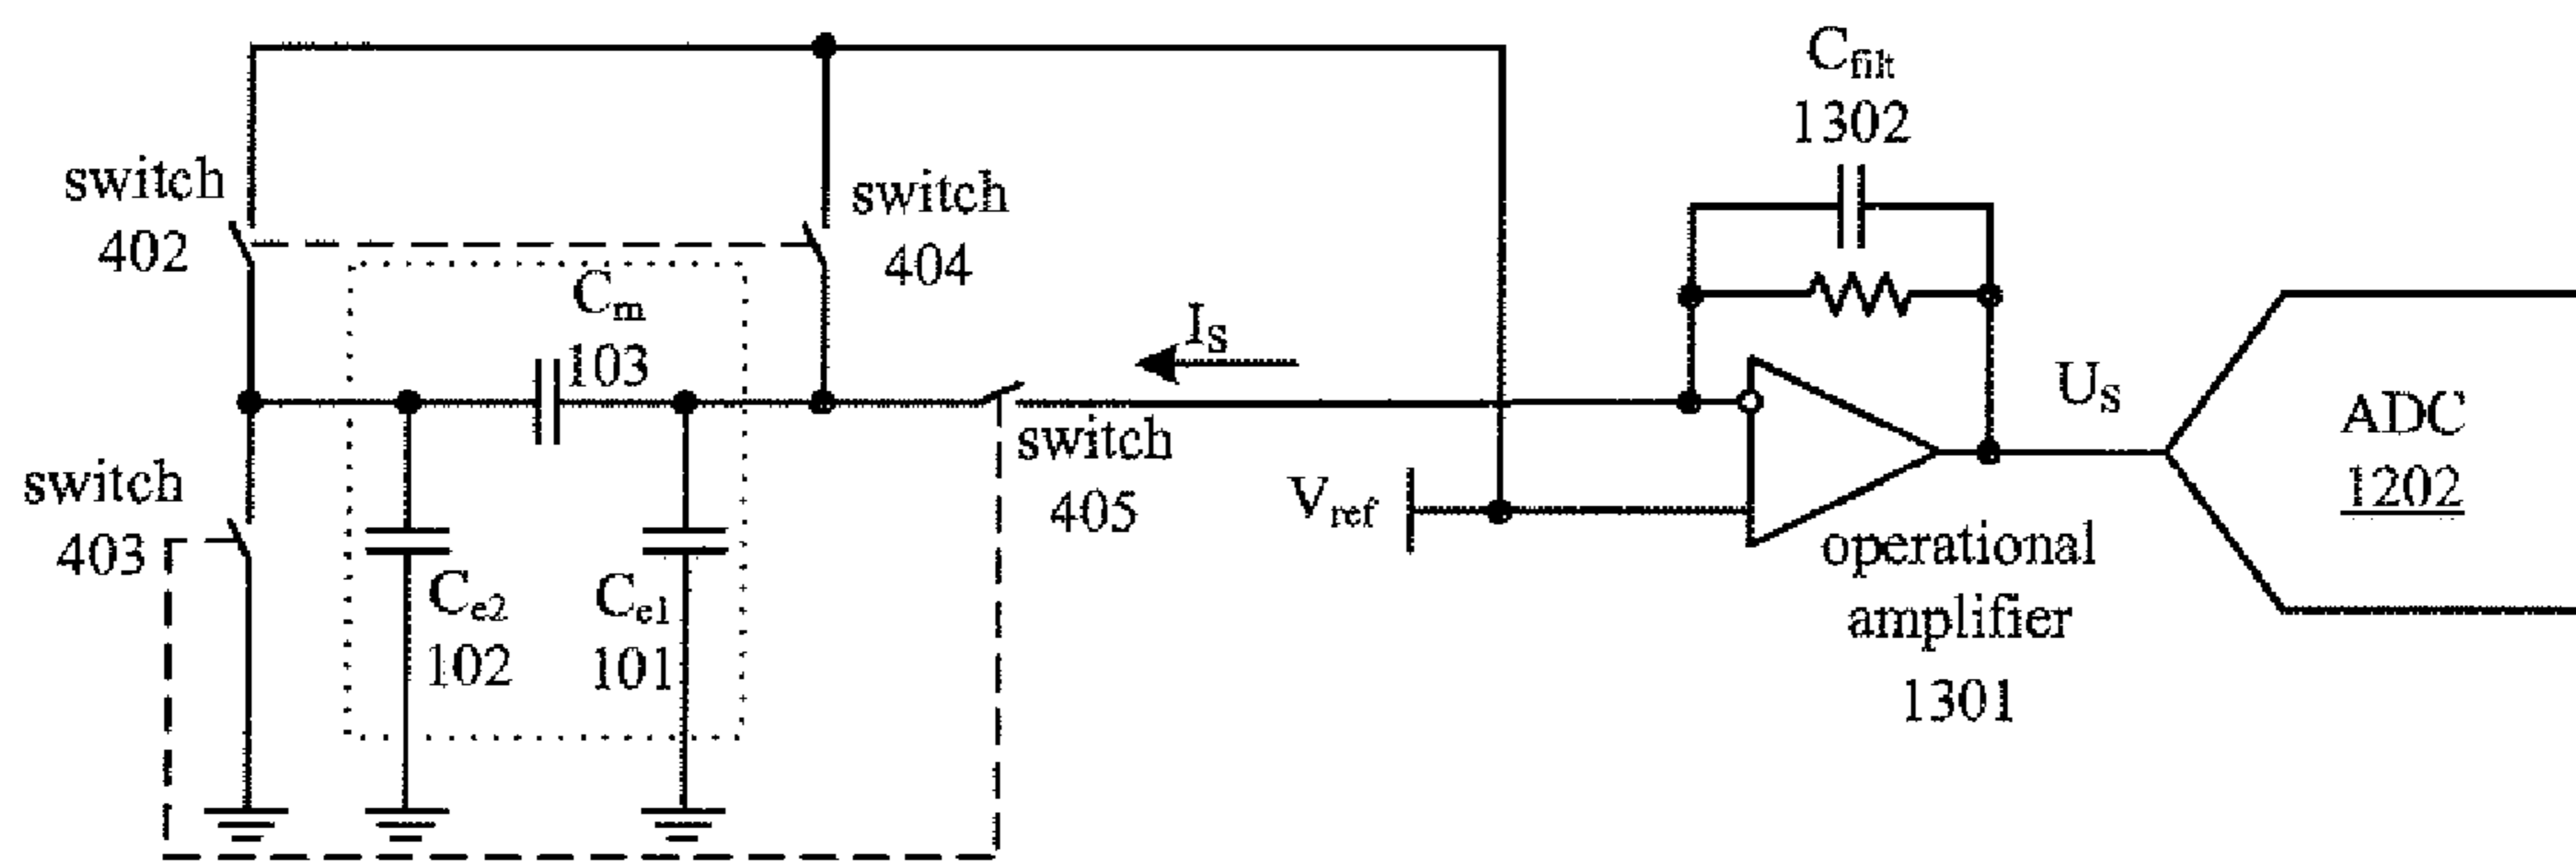 C_filt
1302
switch
402
switch
404
C_m
103
I_S
switch
405
U_S
ADC
1202
switch
403
V_ref
operational
amplifier
1301
C_e2
102
C_e1
101